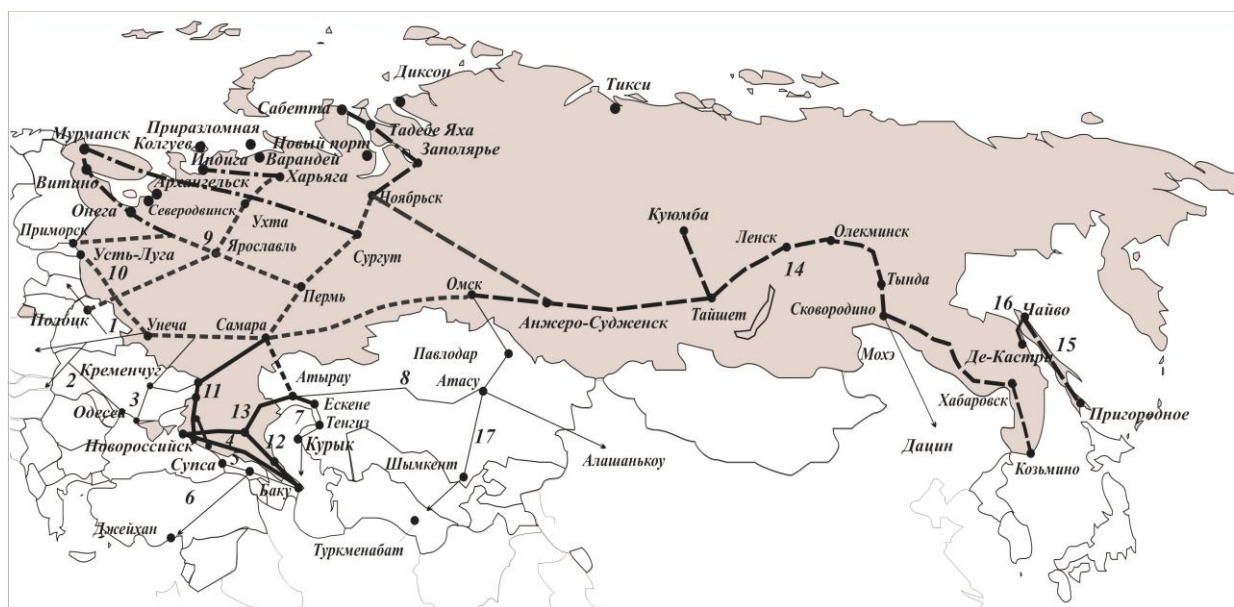 Диксон
Тикси
Сабетта
Тадебе Яха
Заполярье
Мурманск
Приразломная
Колгуев
Новый порт
Индига
Варандей
Харьяга
Витино
Архангельск
Северодвинск
Онега
Ноябрьск
Ухта
Приморск
9
Ярославль
Усть-Луга
10
Сургут
Куюмба
Ленск
Олекминск
14
Тында
Пермь
Омск
Полоцк
1
Унеча
Самара
Анжеро-Судженск
Тайшет
Сковородино
16
Чайво
15
Мохэ
Де-Кастри
Павлодар
Кременчуг
2
3
11
Атырау
8
Атасу
Хабаровск
Одесса
13
Ескене
7
Тенгиз
Пригородное
Новороссийск
4
12
Курык
17
Дацин
Супса
5
Шымкент
Алашанькоу
Козьмино
6
Баку
Джейхан
Туркменабат